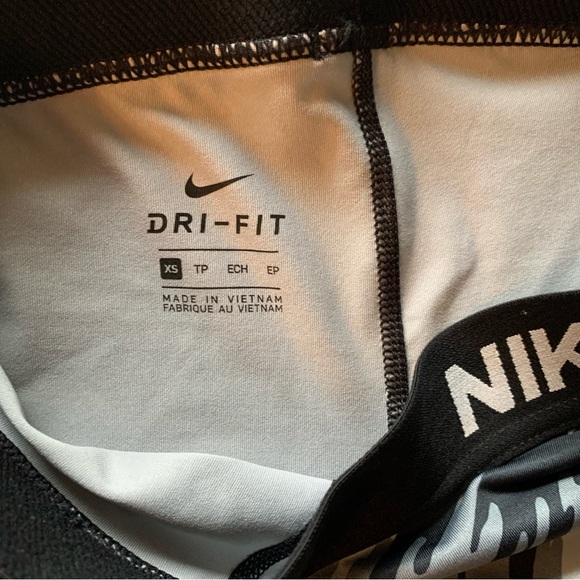 DRI-FIT
XS TP ECH EP
MADE IN VIETNAM
FABRIQUE AU VIETNAM
NIK